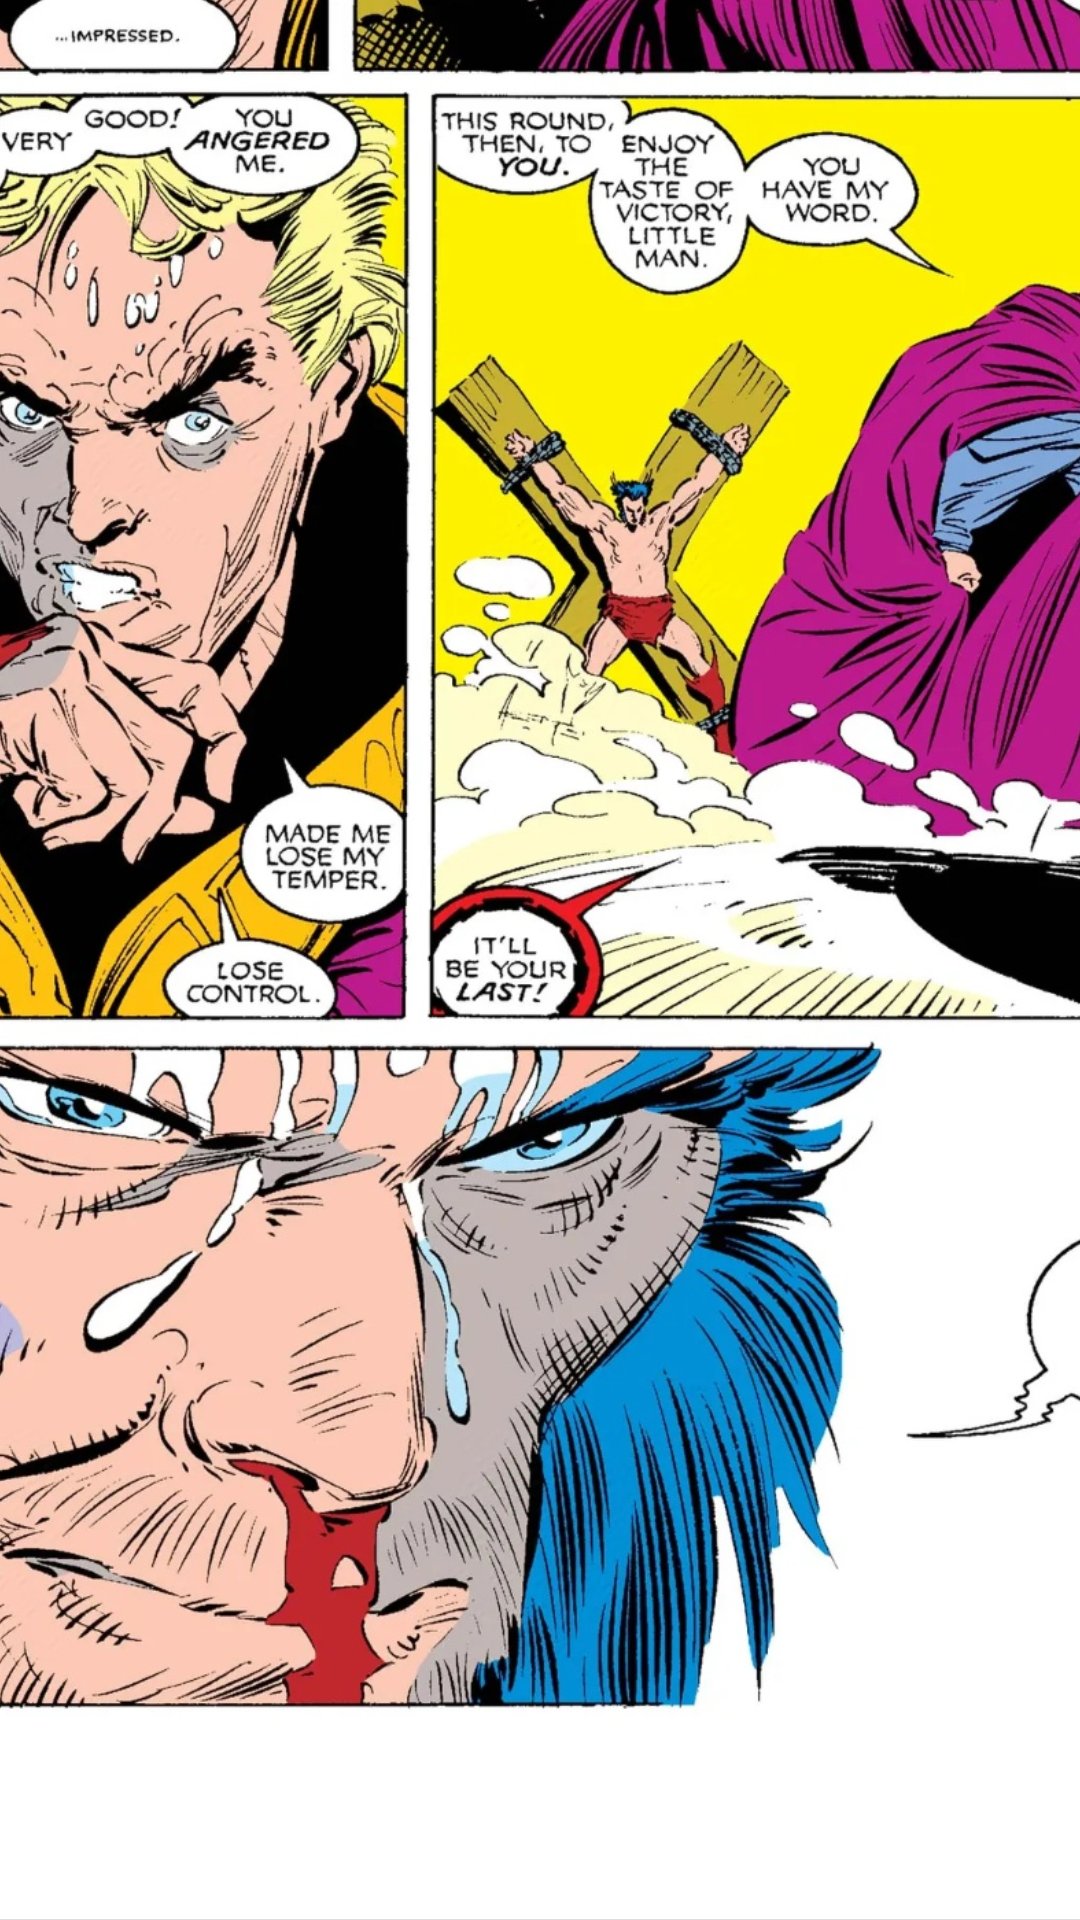 ...IMPRESSED.
VERY
GOOD!
YOU
ANGERED
ME.
MADE ME
LOSE MY
TEMPER.
LOSE
CONTROL.
THIS ROUND,
THEN, TO
YOU.
ENJOY
THE
TASTE OF
VICTORY,
LITTLE
MAN.
YOU
HAVE MY
WORD.
IT'LL
BE YOUR
LAST!